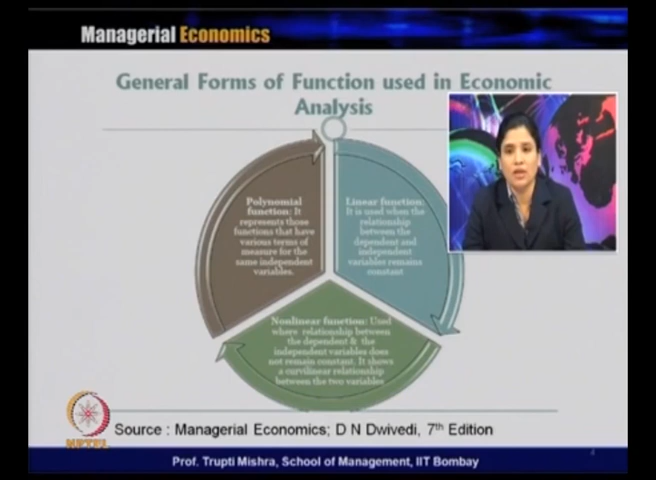 Managerial Economics
General Forms of Function used in Economic
Analysis
Polynomial
function: It
represents those
functions that have
various terms of
measure for the
same independent
variables.
Linear function:
It is used when the
relationship
between the
dependent and
independent
variables remains
constant
Nonlinear function: Used
where relationship between
the dependent & the
independent variables does
not remain constant. It shows
a curvilinear relationship
between the two variables
NPTEL
Source : Managerial Economics; D N Dwivedi, 7th Edition
4
Prof. Trupti Mishra, School of Management, IIT Bombay